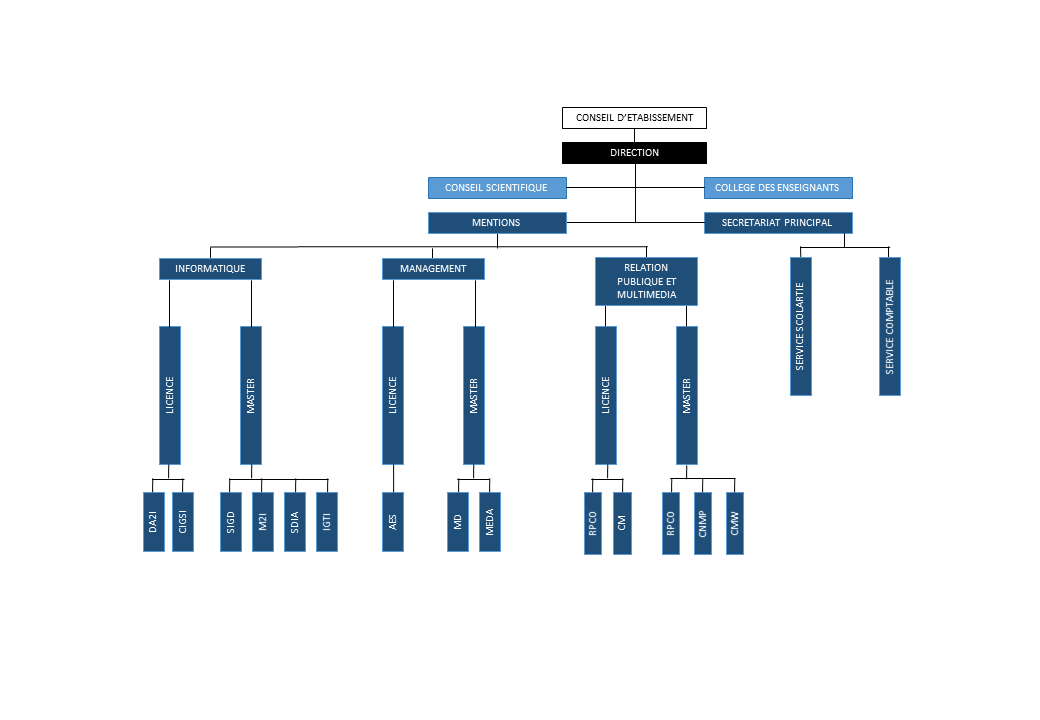 CONSEIL D'ETABISSEMENT
DIRECTION
CONSEIL SCIENTIFIQUE
COLLEGE DES ENSEIGNANTS
MENTIONS
SECRETARIAT PRINCIPAL
INFORMATIQUE
MANAGEMENT
RELATION
PUBLIQUE ET
MULTIMEDIA
SERVICE SCOLARTIE
SERVICE COMPTABLE
LICENCE
MASTER
LICENCE
MASTER
LICENCE
MASTER
DA2I
CIGSI
SIGD
M2I
SDIA
IGTI
AES
MD
MEDA
RPCO
CM
RPCO
CNMP
CMW